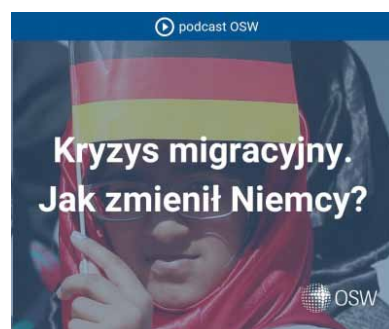 podcast OSW
Kryzys migracyjny.
Jak zmienił Niemcy?
OSW